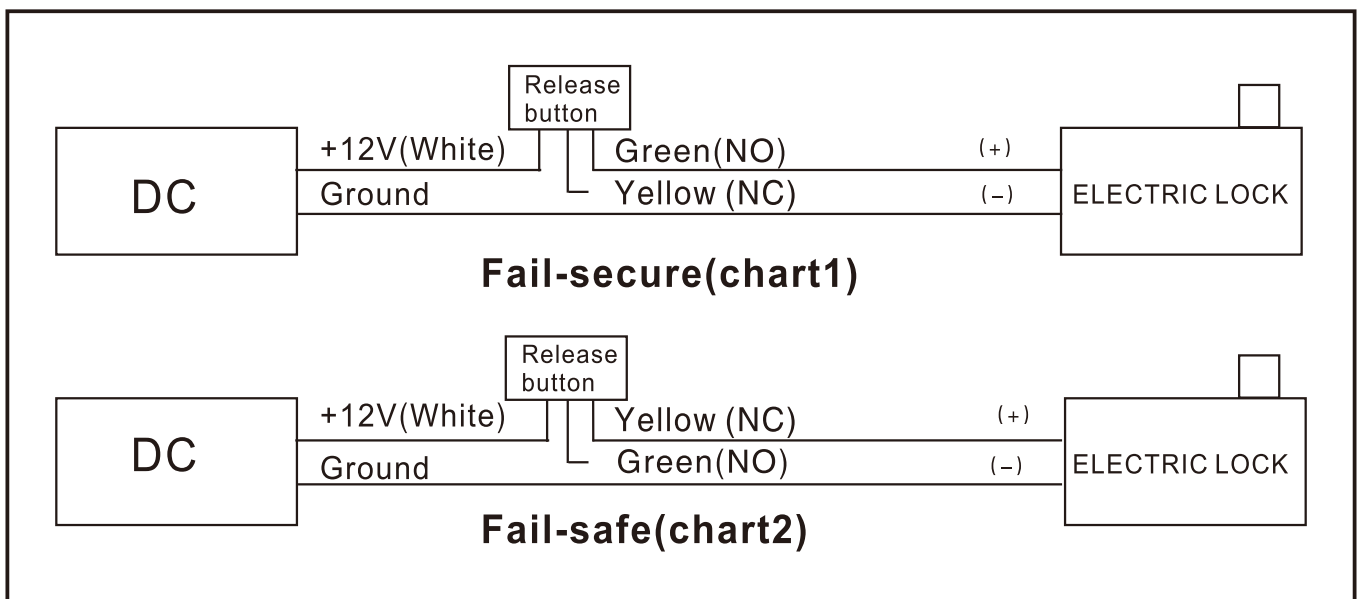 Release
button
+12V(White)
Green(NO)
(+)
DC
Ground
Yellow (NC)
(−)
ELECTRIC LOCK
Fail-secure(chart1)
Release
button
+12V(White)
Yellow (NC)
(+)
DC
Ground
Green(NO)
(−)
ELECTRIC LOCK
Fail-safe(chart2)